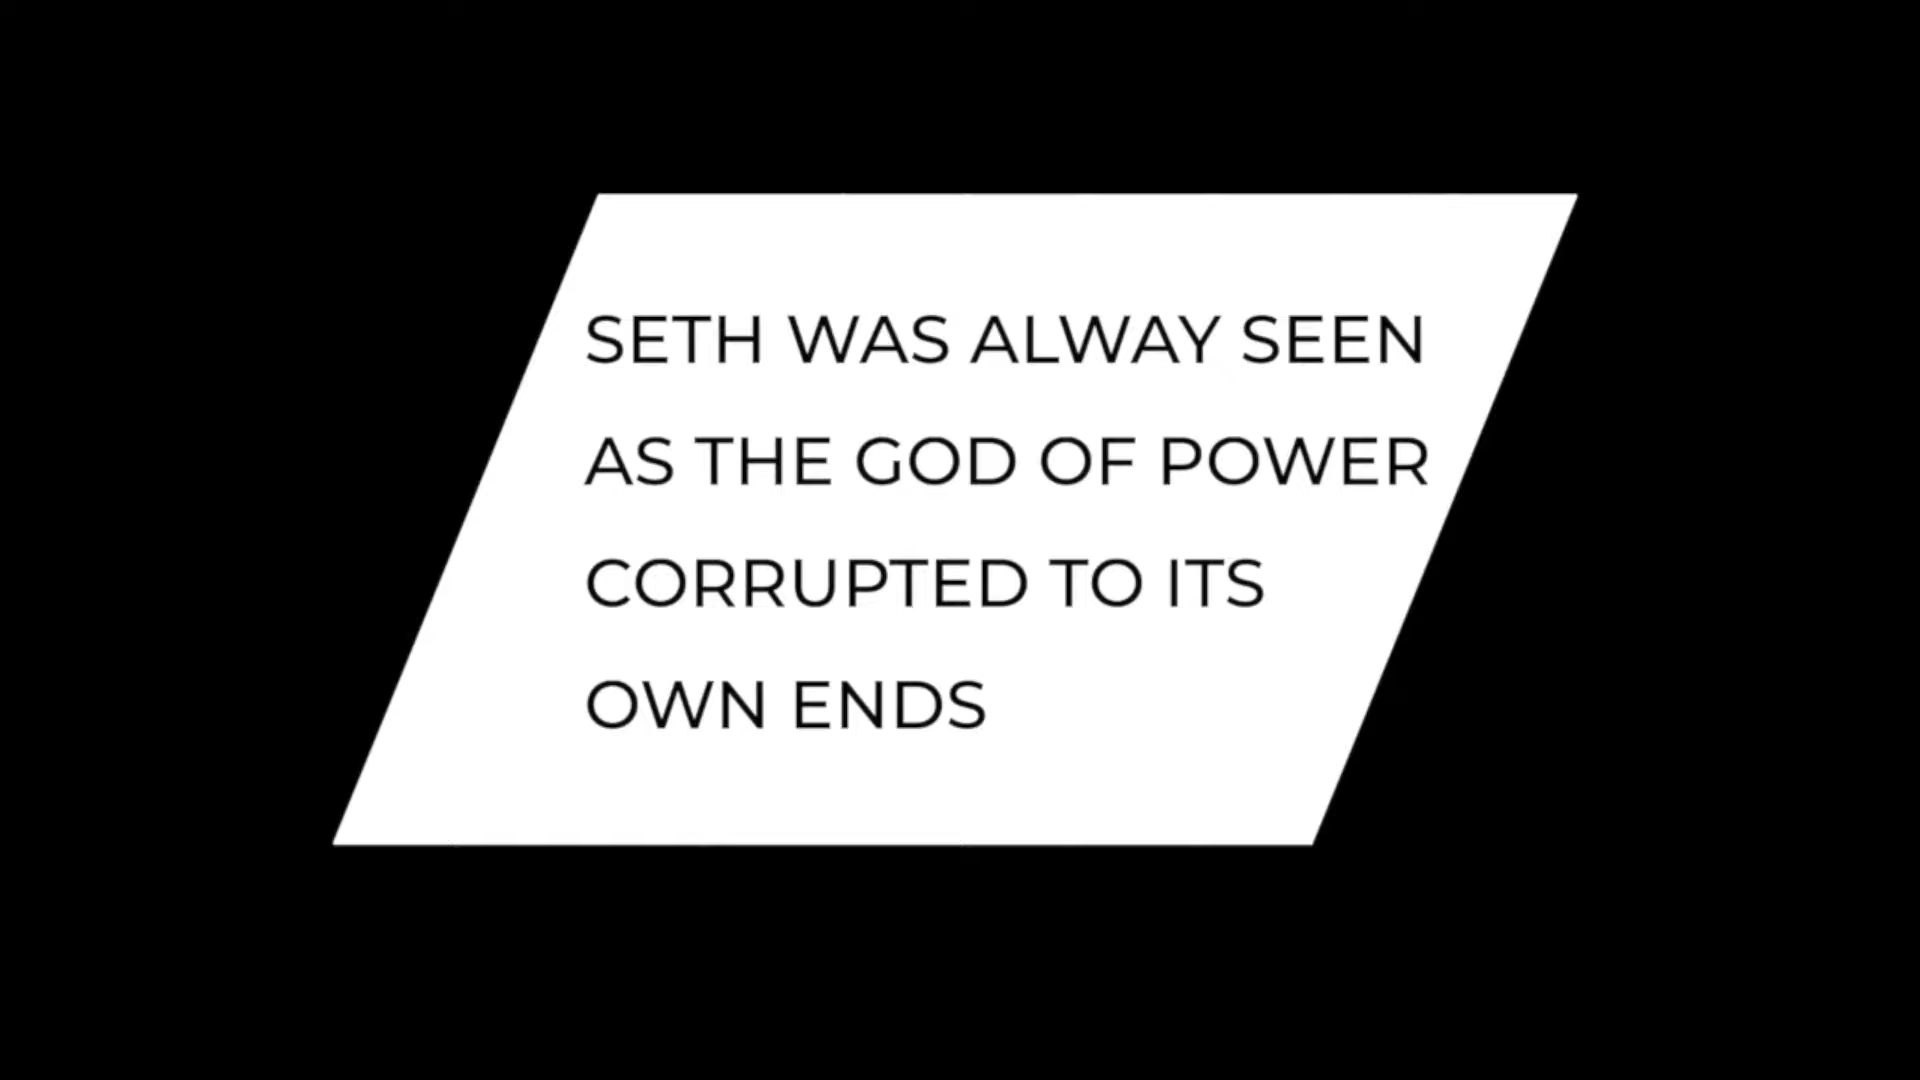 SETH WAS ALWAY SEEN
AS THE GOD OF POWER
CORRUPTED TO ITS
OWN ENDS